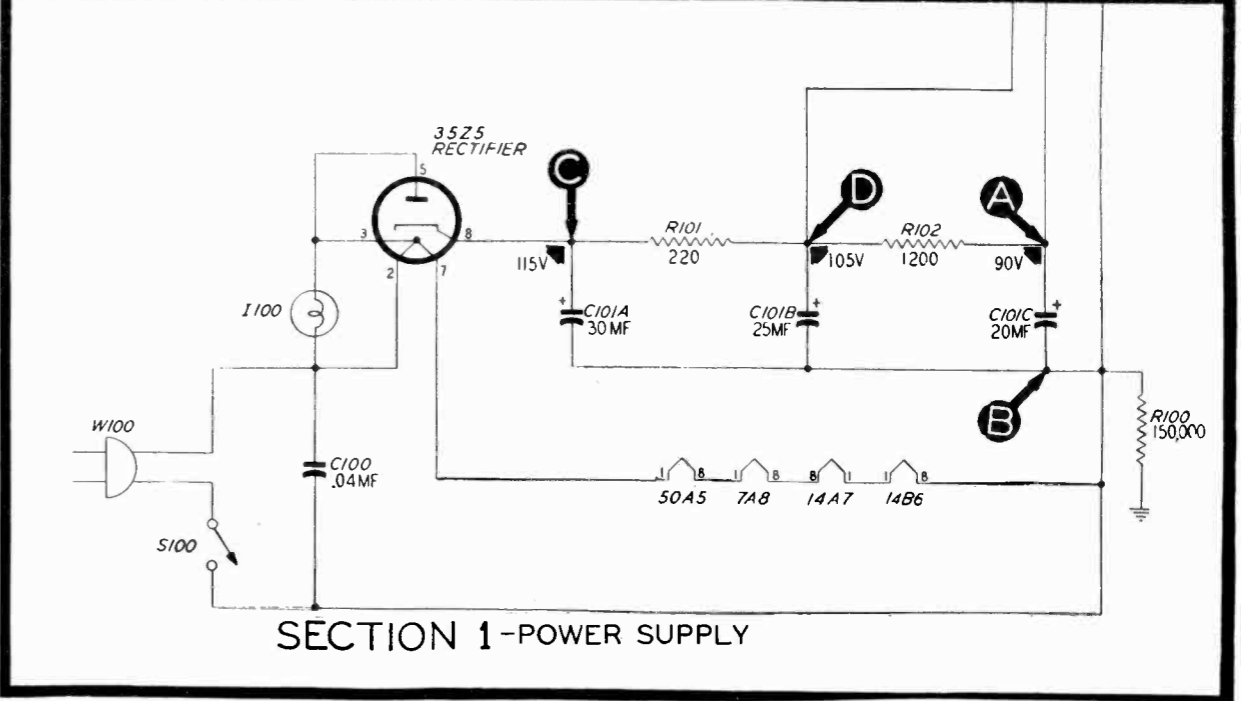 35Z5
RECTIFIER
5
3
8
2
7
C
115V
R101
220
D
105V
R102
1200
A
90V
I100
+
C101A
30MF
C101B
+
25MF
C101C
+
20MF
B
R100
150,000
W100
C100
.04MF
1 8
50A5
1 8
7A8
8 1
14A7
1 8
14B6
S100
SECTION 1-POWER SUPPLY